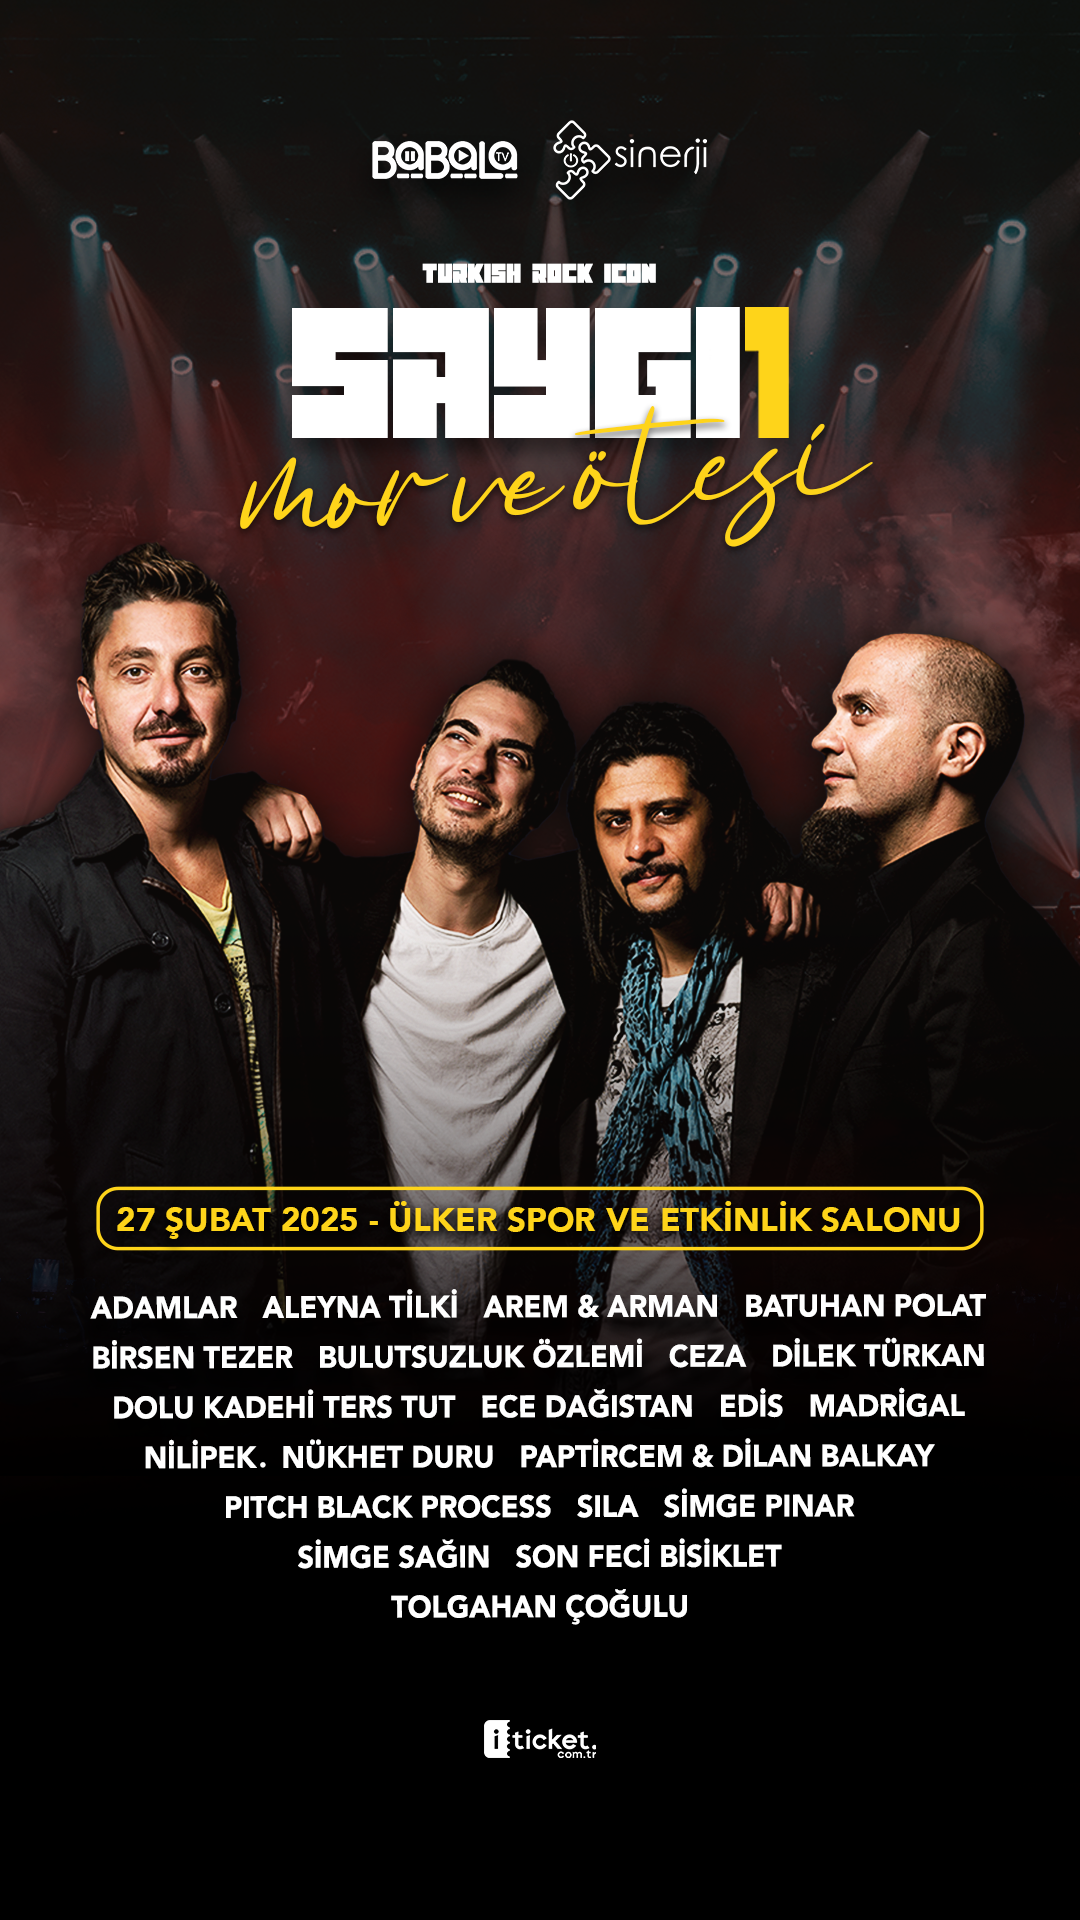 BaBaLa TV sinerji
TURKISH ROCK ICON
SAYGI1
mor ve ötesi
27 ŞUBAT 2025 - ÜLKER SPOR VE ETKİNLİK SALONU
ADAMLAR ALEYNA TİLKİ AREM & ARMAN BATUHAN POLAT
BİRSEN TEZER BULUTSUZLUK ÖZLEMİ CEZA DİLEK TÜRKAN
DOLU KADEHİ TERS TUT ECE DAĞISTAN EDİS MADRİGAL
NİLİPEK. NÜKHET DURU PAPTİRCEM & DİLAN BALKAY
PITCH BLACK PROCESS SILA SİMGE PINAR
SİMGE SAĞIN SON FECİ BİSİKLET
TOLGAHAN ÇOĞULU
iticket.
com.tr